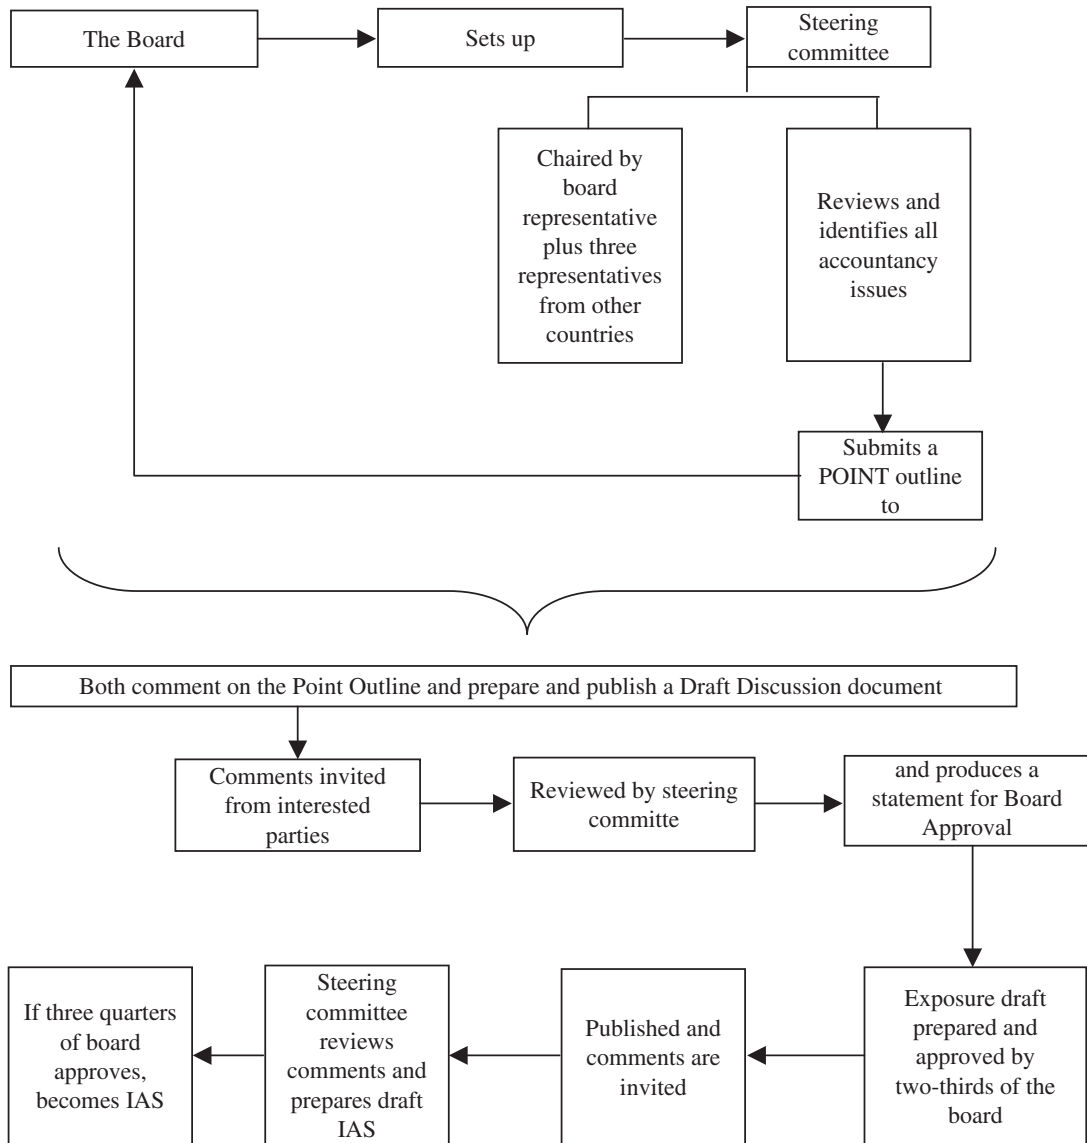 The Board
Sets up
Steering
committee
Chaired by
board
representative
plus three
representatives
from other
countries
Reviews and
identifies all
accountancy
issues
Submits a
POINT outline
to
Both comment on the Point Outline and prepare and publish a Draft Discussion document
Comments invited
from interested
parties
Reviewed by steering
committe
and produces a
statement for Board
Approval
Exposure draft
prepared and
approved by
two-thirds of the
board
Published and
comments are
invited
Steering
committee
reviews
comments and
prepares draft
IAS
If three quarters
of board
approves,
becomes IAS